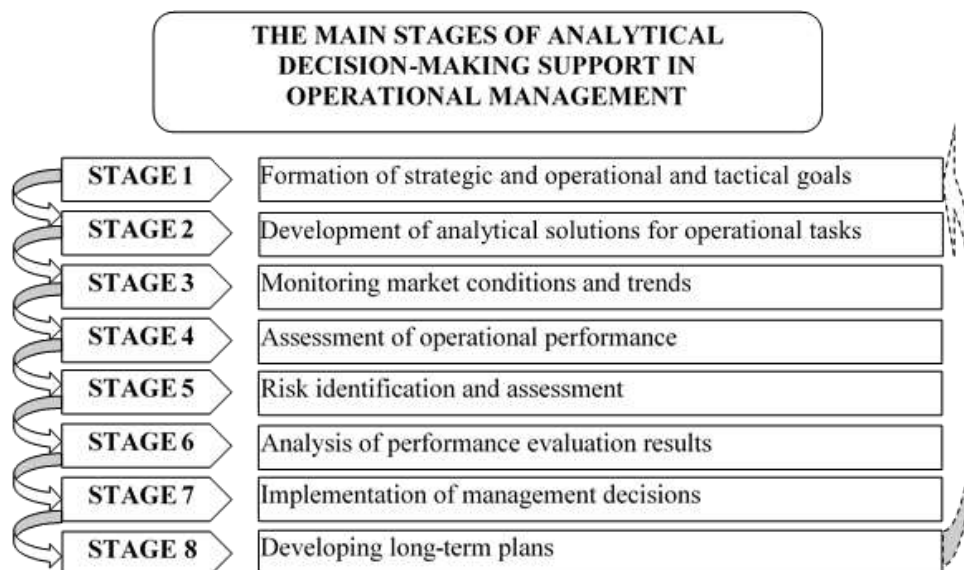 THE MAIN STAGES OF ANALYTICAL
DECISION-MAKING SUPPORT IN
OPERATIONAL MANAGEMENT
STAGE 1 Formation of strategic and operational and tactical goals
STAGE 2 Development of analytical solutions for operational tasks
STAGE 3 Monitoring market conditions and trends
STAGE 4 Assessment of operational performance
STAGE 5 Risk identification and assessment
STAGE 6 Analysis of performance evaluation results
STAGE 7 Implementation of management decisions
STAGE 8 Developing long-term plans